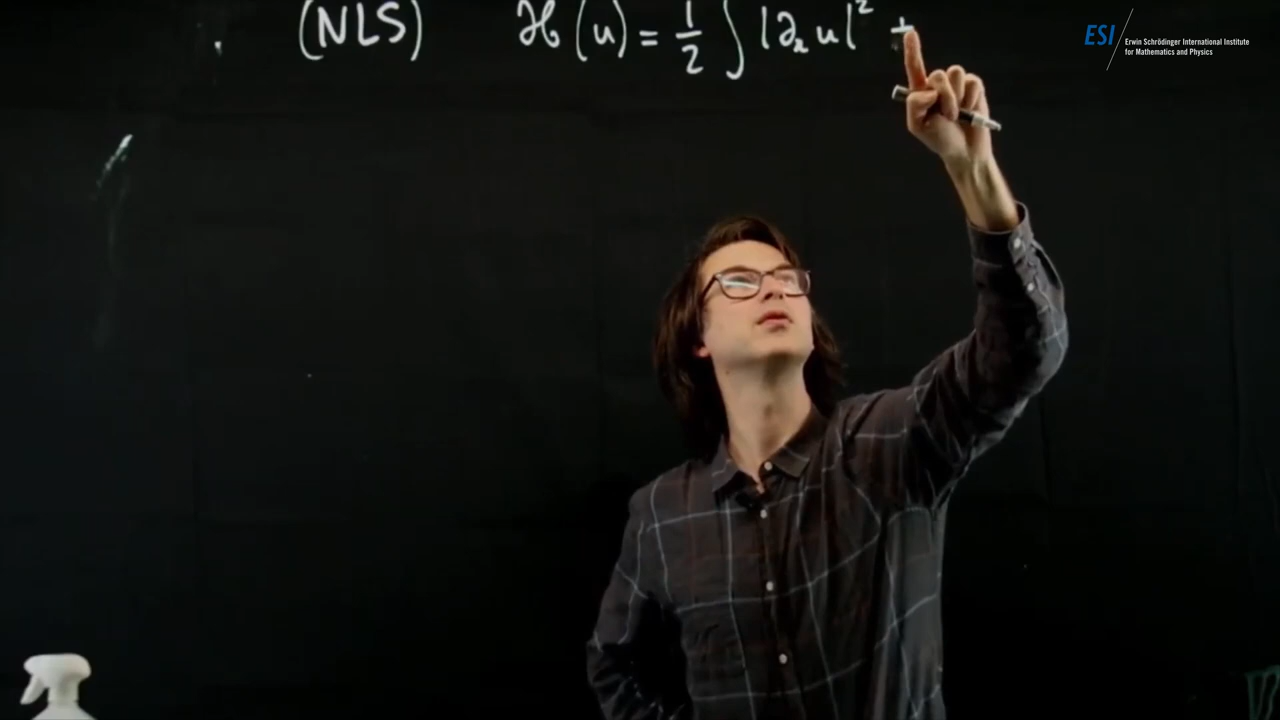 (NLS) ℋ(u) = 1/2 ∫ |∂ₓu|² +
ESI
Erwin Schrödinger International Institute
for Mathematics and Physics